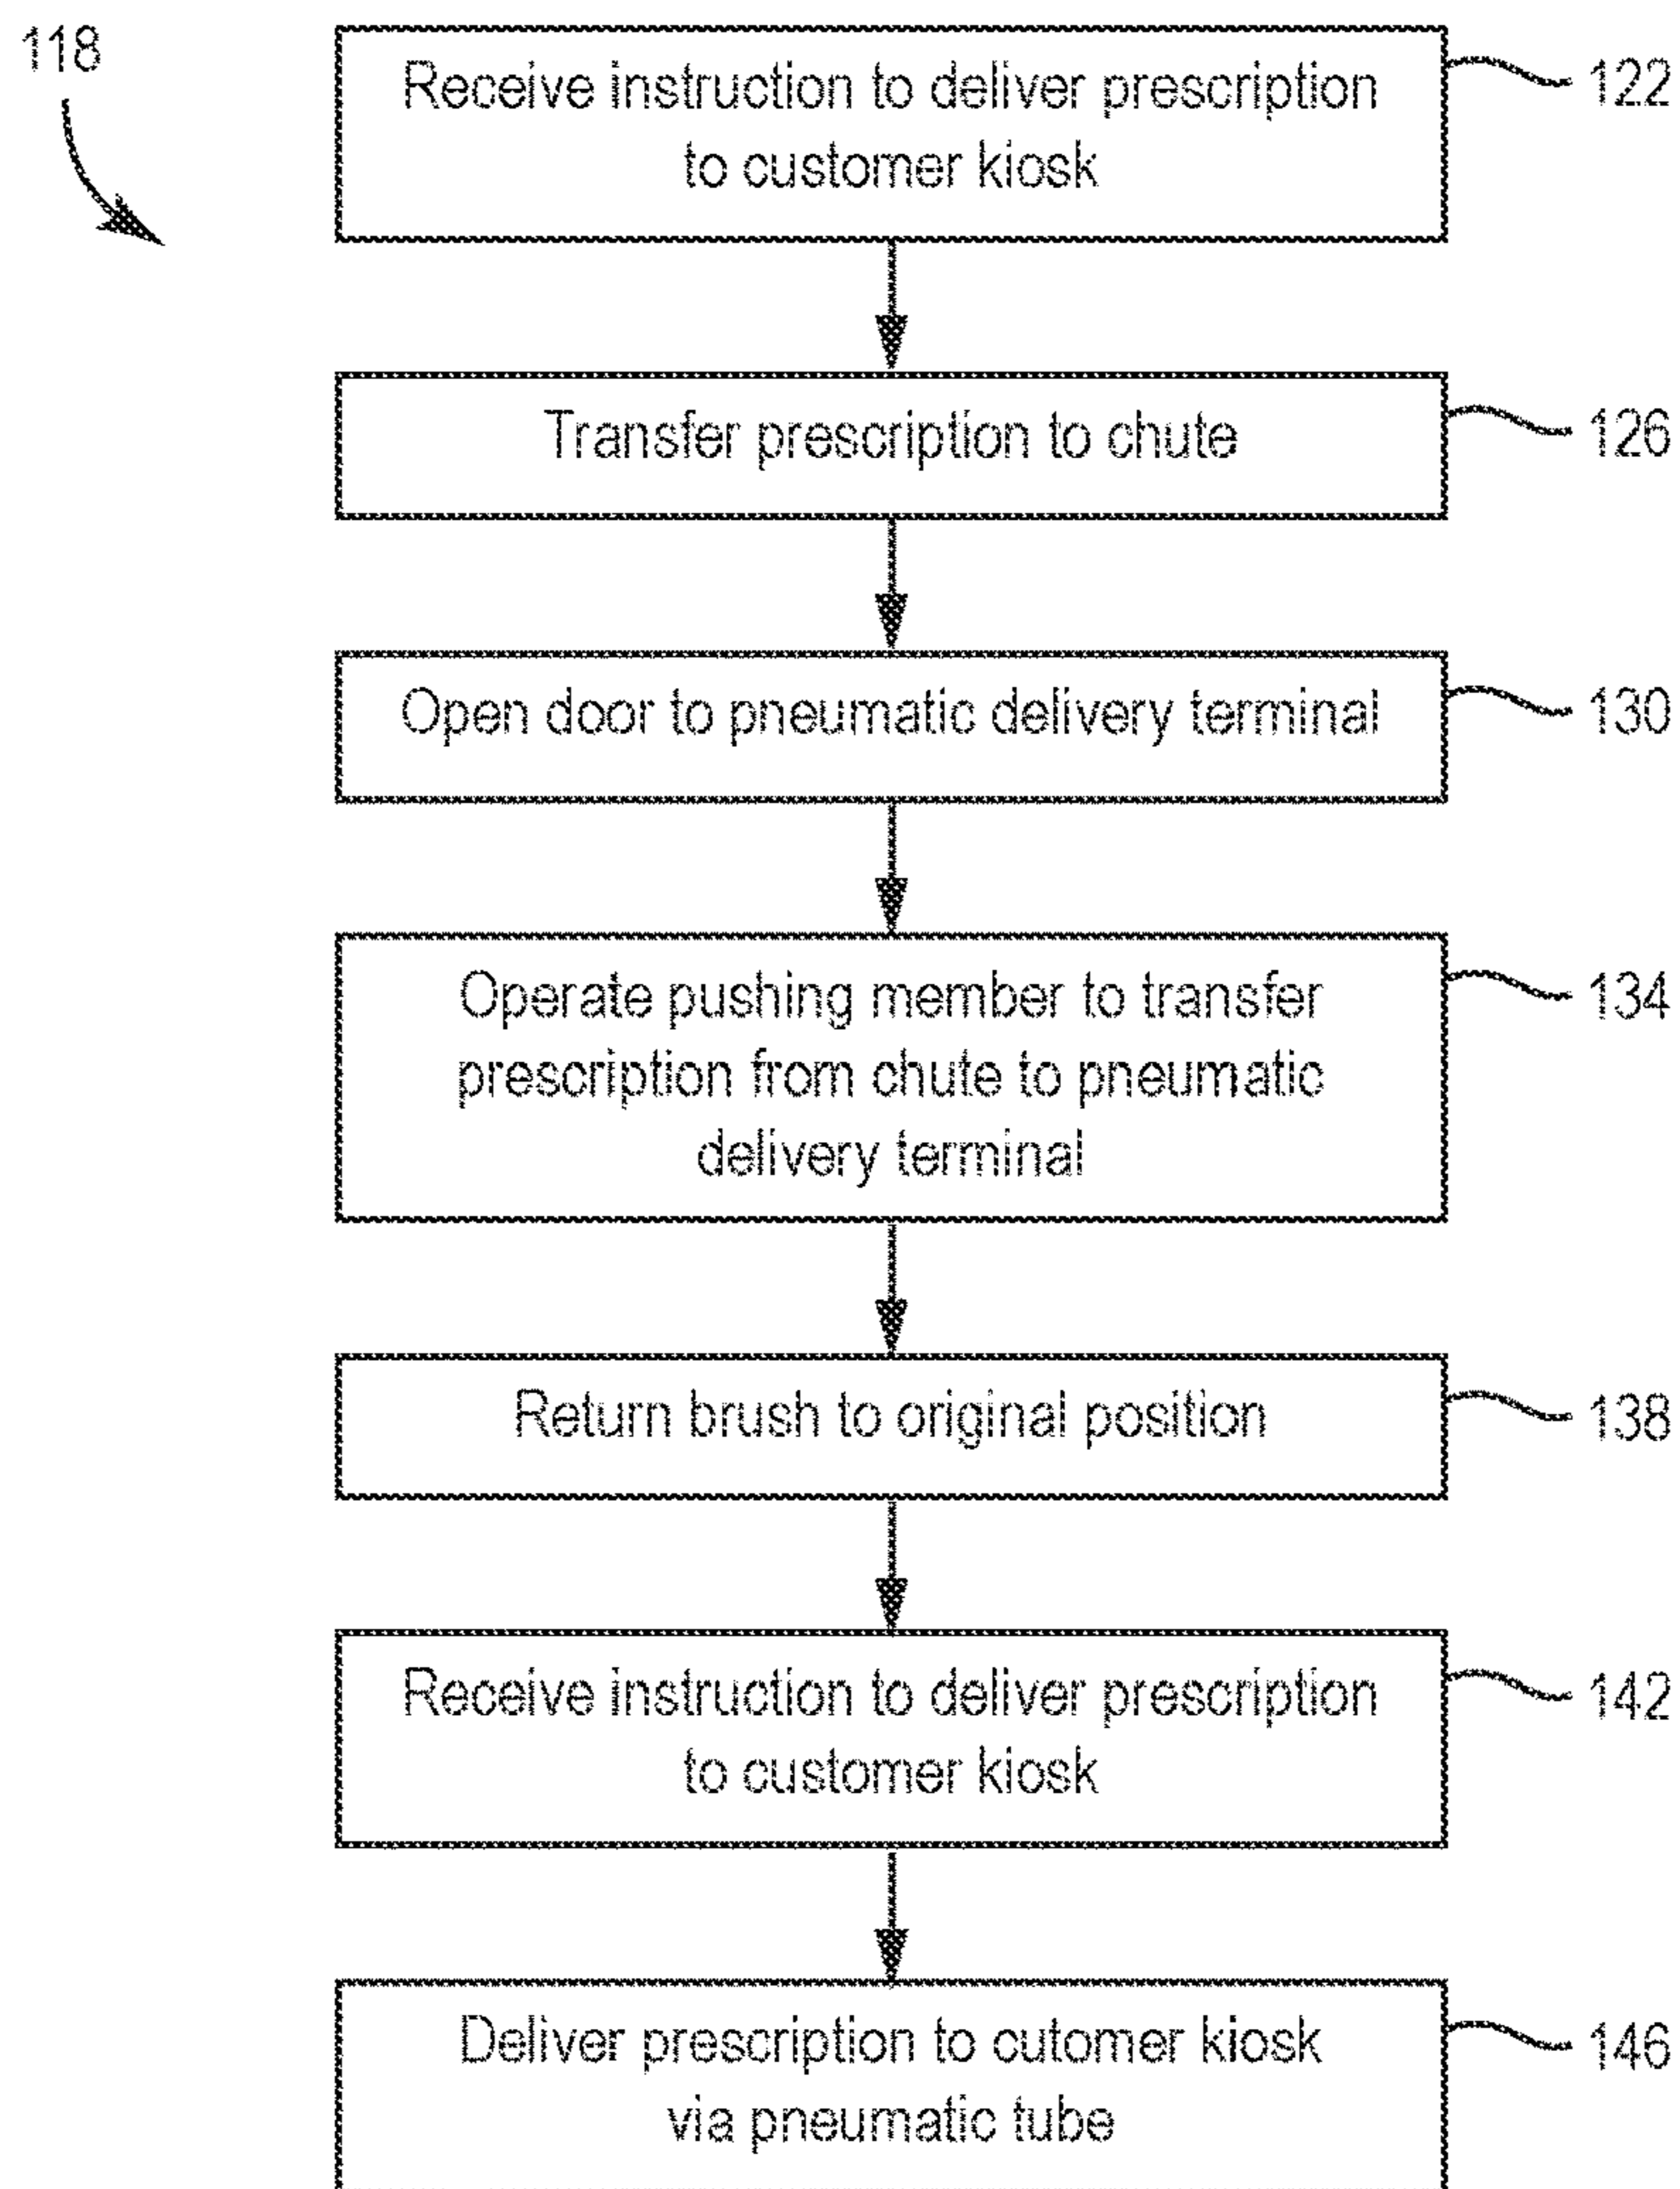 118
Receive instruction to deliver prescription
to customer kiosk
122
Transfer prescription to chute
126
Open door to pneumatic delivery terminal
130
Operate pushing member to transfer
prescription from chute to pneumatic
delivery terminal
134
Return brush to original position
138
Receive instruction to deliver prescription
to customer kiosk
142
Deliver prescription to cutomer kiosk
via pneumatic tube
146